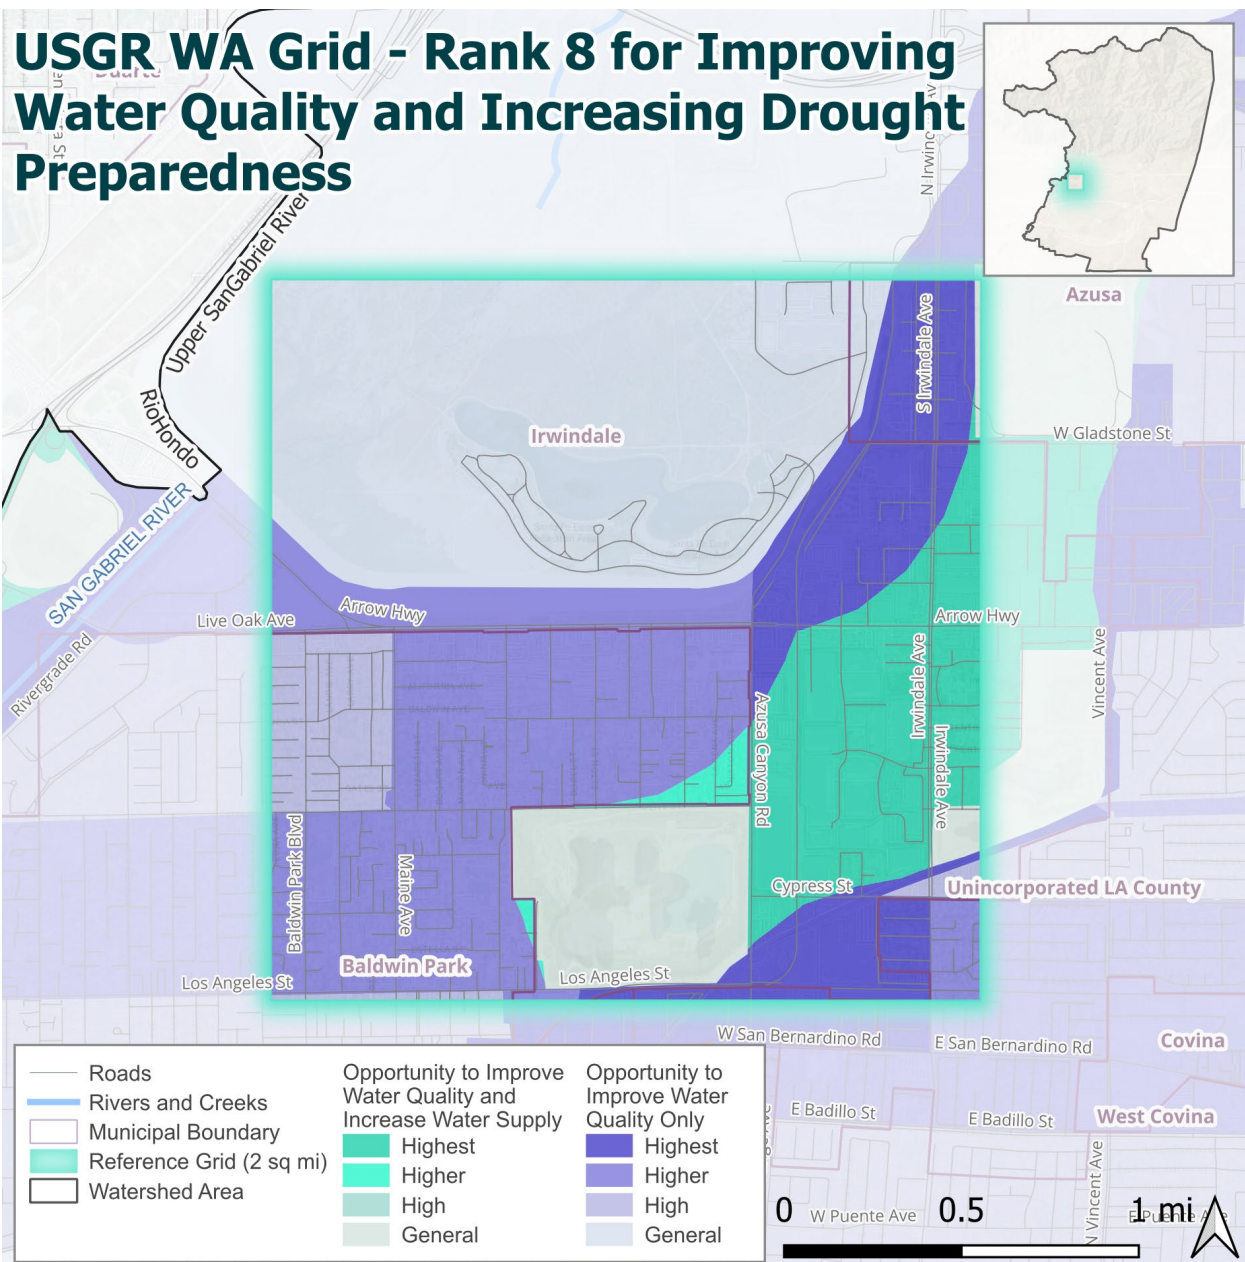 USGR WA Grid - Rank 8 for Improving
Water Quality and Increasing Drought
Preparedness
Duarte
N Irwinc
Upper SanGabriel River
RioHondo
SAN GABRIEL RIVER
Azusa
S Irwindale Ave
Irwindale
W Gladstone St
Live Oak Ave
Arrow Hwy
Arrow Hwy
Rivergrade Rd
Irwindale Ave
Vincent Ave
Azusa Canyon Rd
Irwindale Ave
Baldwin Park Blvd
Maine Ave
Cypress St
Unincorporated LA County
Baldwin Park
Los Angeles St
Los Angeles St
W San Bernardino Rd
E San Bernardino Rd
Covina
E Badillo St
E Badillo St
West Covina
N Vincent Ave
W Puente Ave
E Puente Ave
Roads
Rivers and Creeks
Municipal Boundary
Reference Grid (2 sq mi)
Watershed Area
Opportunity to Improve
Water Quality and
Increase Water Supply
Highest
Higher
High
General
Opportunity to
Improve Water
Quality Only
Highest
Higher
High
General
0 0.5 1 mi